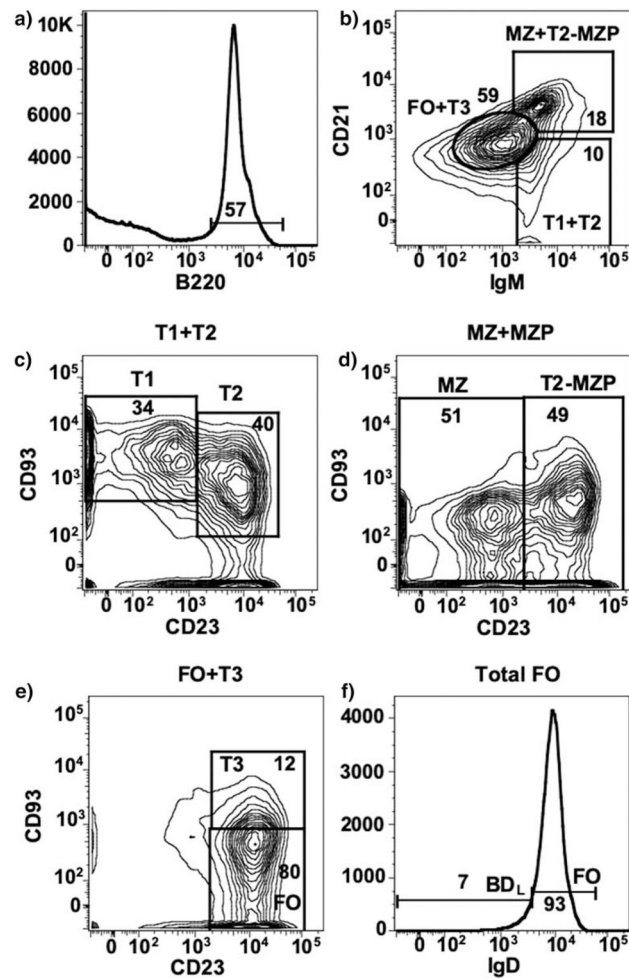 a)
10K
8000
6000
4000
2000
0
57
0 10² 10³ 10⁴ 10⁵
B220
b)
MZ+T2-MZP
10⁵
10⁴
10³
10²
0
CD21
FO+T3
59
18
10
T1+T2
0 10² 10³ 10⁴ 10⁵
IgM
T1+T2
c)
10⁵
10⁴
10³
10²
0
CD93
T1
34
T2
40
0 10² 10³ 10⁴ 10⁵
CD23
MZ+MZP
d)
10⁵
10⁴
10³
10²
0
CD93
MZ
51
T2-MZP
49
0 10² 10³ 10⁴ 10⁵
CD23
FO+T3
e)
10⁵
10⁴
10³
10²
0
CD93
T3
12
80
FO
0 10² 10³ 10⁴ 10⁵
CD23
Total FO
f)
4000
3000
2000
1000
0
7
BD_L
FO
93
0 10² 10³ 10⁴ 10⁵
IgD